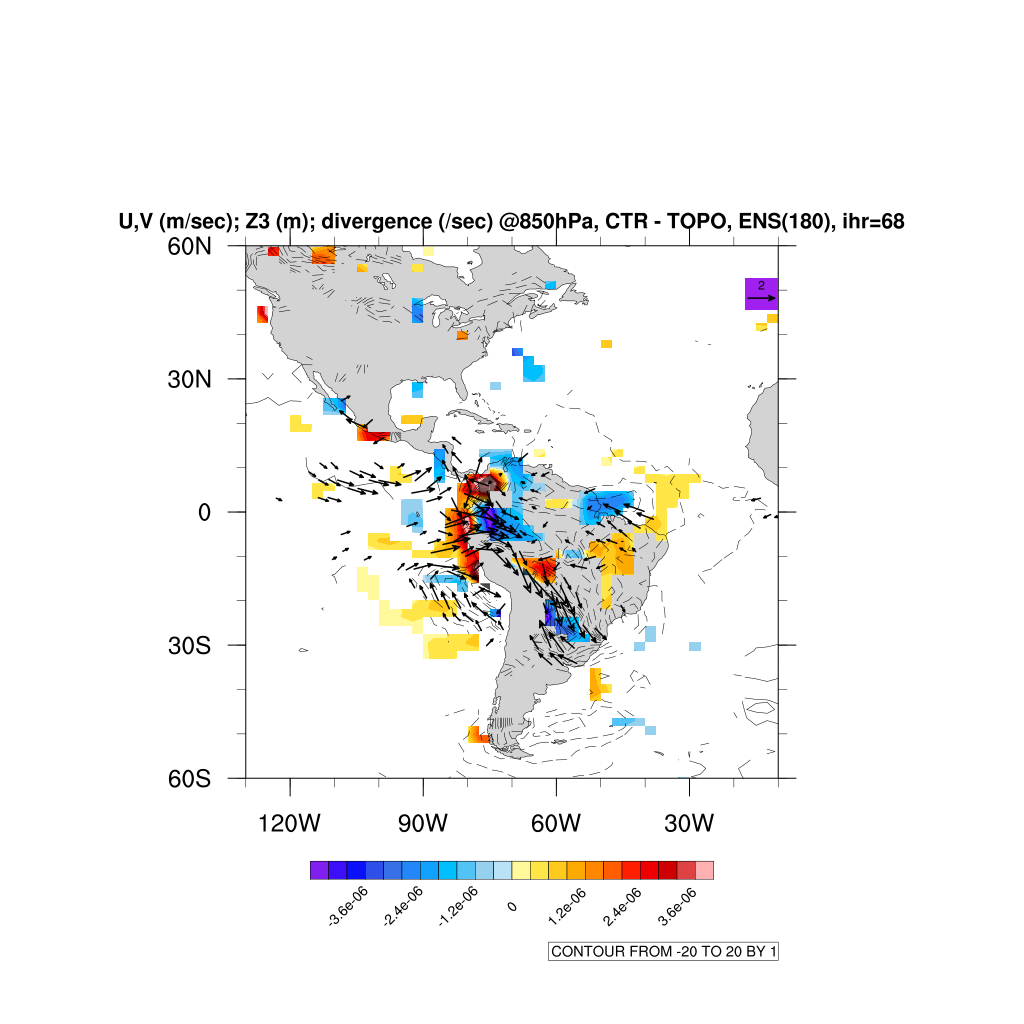 U,V (m/sec); Z3 (m); divergence (/sec) @850hPa, CTR - TOPO, ENS(180), ihr=68
60N
2
30N
0
30S
60S
120W 90W 60W 30W
-3.6e-06 -2.4e-06 -1.2e-06 0 1.2e-06 2.4e-06 3.6e-06
CONTOUR FROM -20 TO 20 BY 1